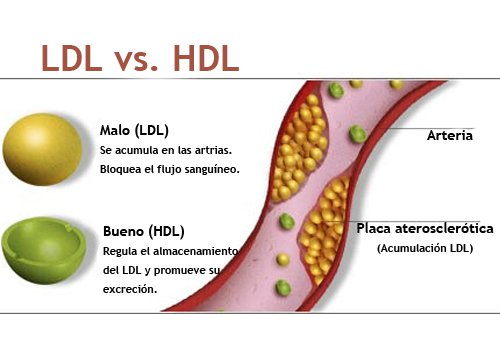 LDL vs. HDL
Malo (LDL)
Se acumula en las artrias.
Bloquea el flujo sanguíneo.
Arteria
Bueno (HDL)
Regula el almacenamiento
del LDL y promueve su
excreción.
Placa aterosclerótica
(Acumulación LDL)